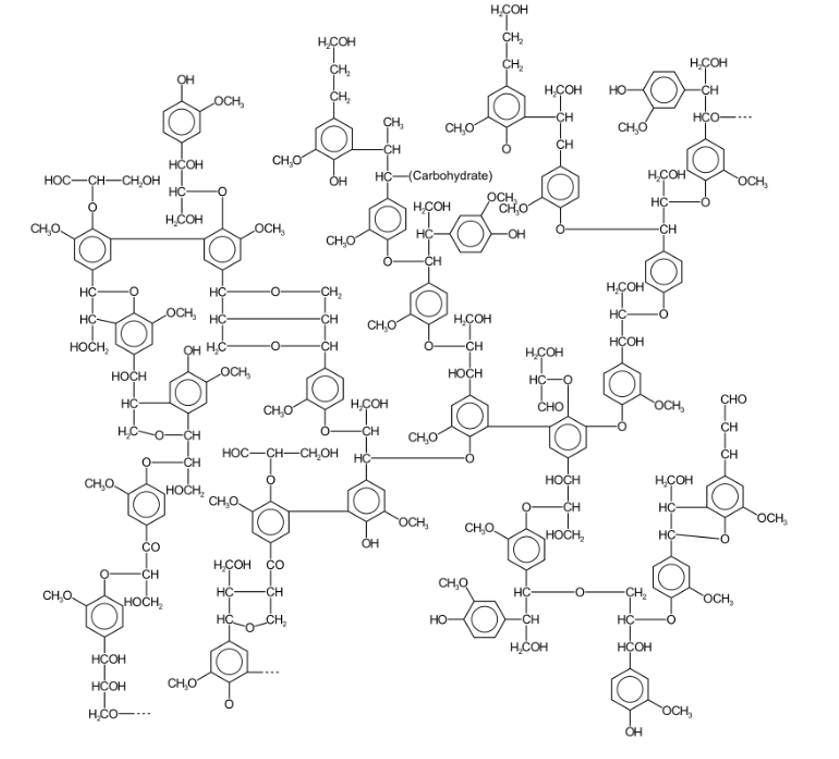 H₂COH
H₂COH CH₂
CH₂ CH₂ H₂COH
OH CH₂ H₂COH HO CH
OCH₃ CH₃ CH₃O CH CH₃O HCO
CH₃O CH O CH
HCOH OH HC (Carbohydrate) H₂COH OCH₃
HOC CH CH₂OH HC O H₂COH OCH₃ CH₃O HC O
O H₂COH
CH₃O OCH₃ CH₃O HC OH O CH
O CH
HC O HC O CH₂ H₂COH
HC OCH₃ HC CH CH₃O H₂COH HC O
HOCH₂ OH H₂C O CH O CH H₂COH HCOH
HOCH OCH₃ HOCH HC O
HC CH₃O H₂COH CHO OCH₃ CHO
H₂C O CH O CH CH₃O O CH
O CH HOC CH CH₂OH HC O CH
CH₃O HOCH₂ O HOCH H₂COH
CH₃O O CH HC OCH₃
OCH₃ CH₃O HOCH₂ HC O
CO OH
O CH H₂COH CO
CH₃O HOCH₂ HC CH CH₃O HC O CH₂ OCH₃
HC O CH₂ HO CH HC O
HCOH H₂COH HCOH
HCOH CH₃O
H₂CO O OCH₃
OH